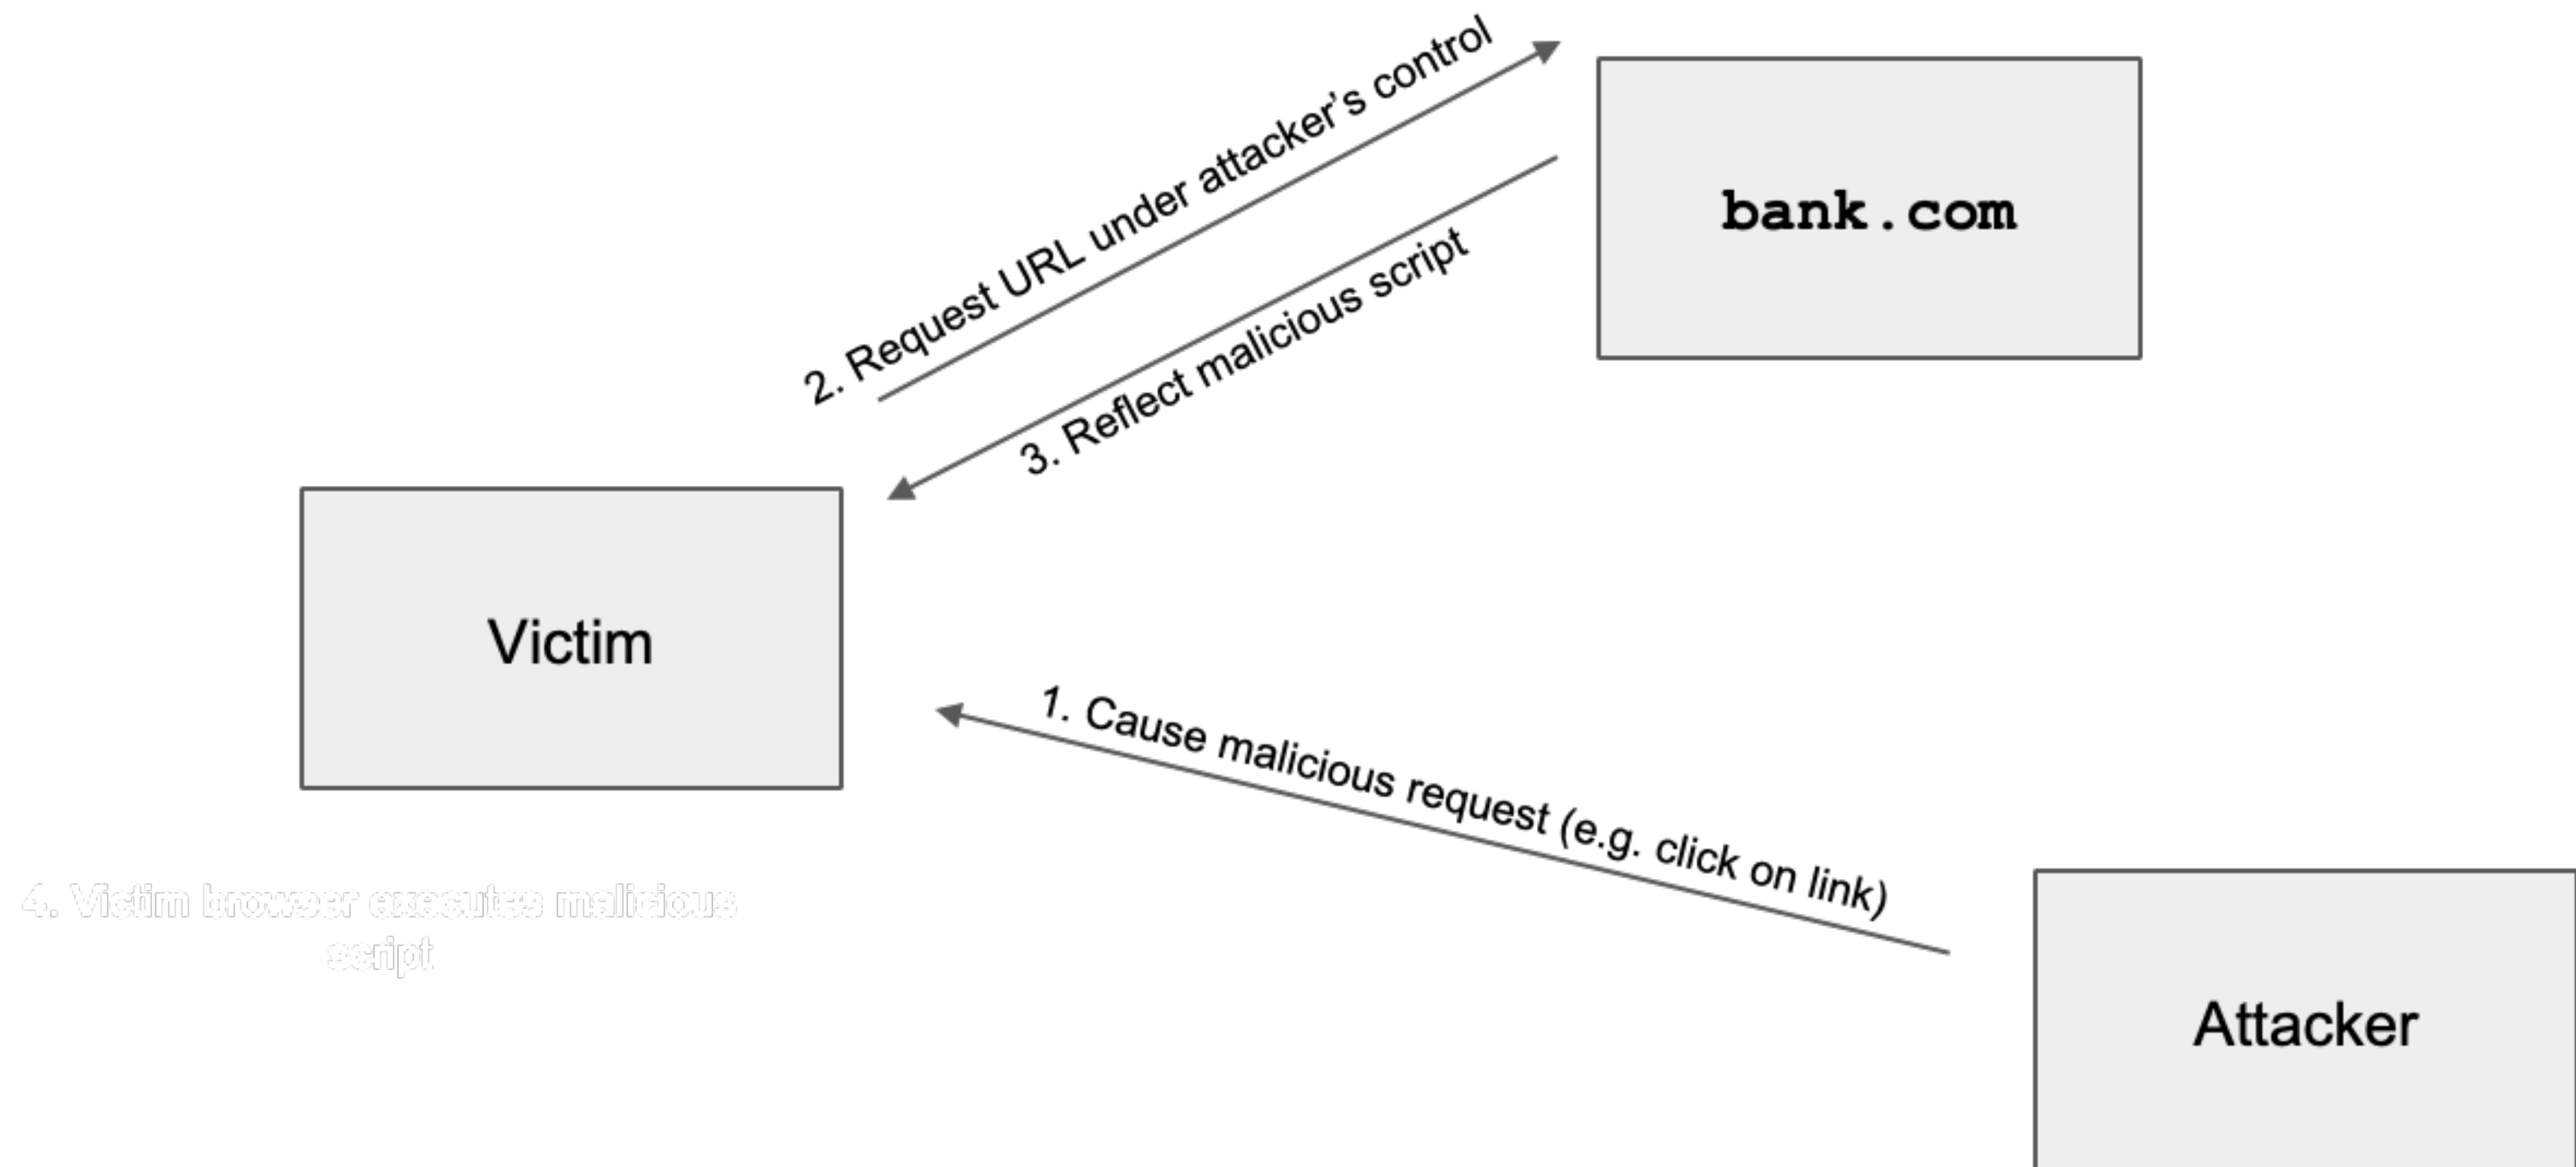 2. Request URL under attacker's control
bank.com
3. Reflect malicious script
Victim
1. Cause malicious request (e.g. click on link)
4. Victim browser executes malicious
script
Attacker